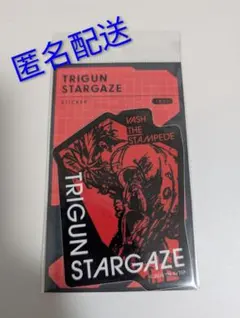 匿名配送
TRIGUN
STARGAZE
STICKER
VASH
THE
STAMPEDE
TRIGUN
STARGAZE